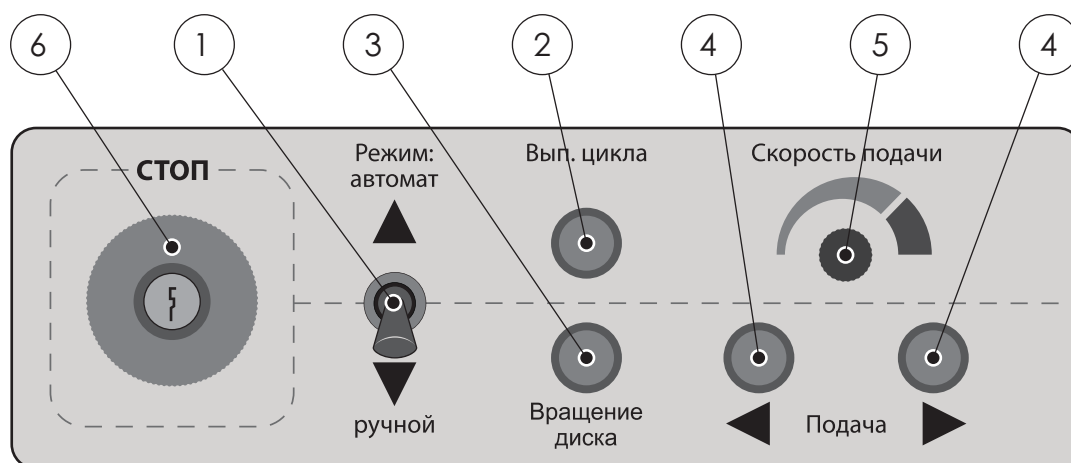 6 1 3 2 4 5 4
СТОП
Режим:
автомат
Вып. цикла
Скорость подачи
ручной
Вращение
диска
Подача